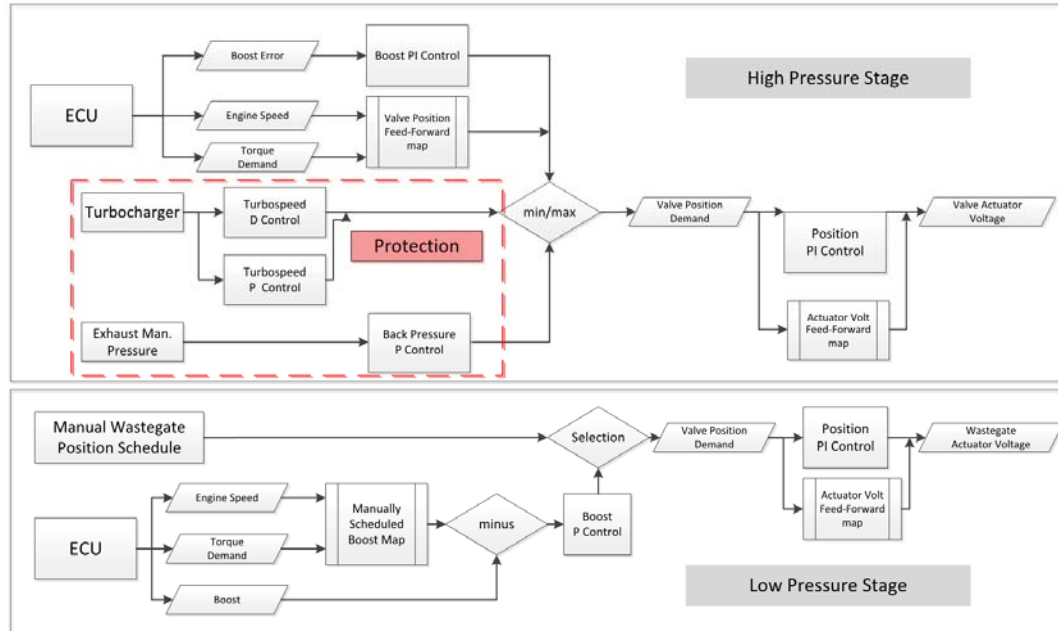 Boost Error
Boost PI Control
High Pressure Stage
ECU
Engine Speed
Valve Position
Feed-Forward
map
Torque
Demand
Turbocharger
Turbospeed
D Control
min/max
Valve Position
Demand
Valve Actuator
Voltage
Protection
Position
PI Control
Turbospeed
P Control
Exhaust Man.
Pressure
Back Pressure
P Control
Actuator Volt
Feed-Forward
map
Manual Wastegate
Position Schedule
Selection
Valve Position
Demand
Position
PI Control
Wastegate
Actuator Voltage
Engine Speed
Manually
Scheduled
Boost Map
minus
Boost
P Control
Actuator Volt
Feed-Forward
map
ECU
Torque
Demand
Boost
Low Pressure Stage